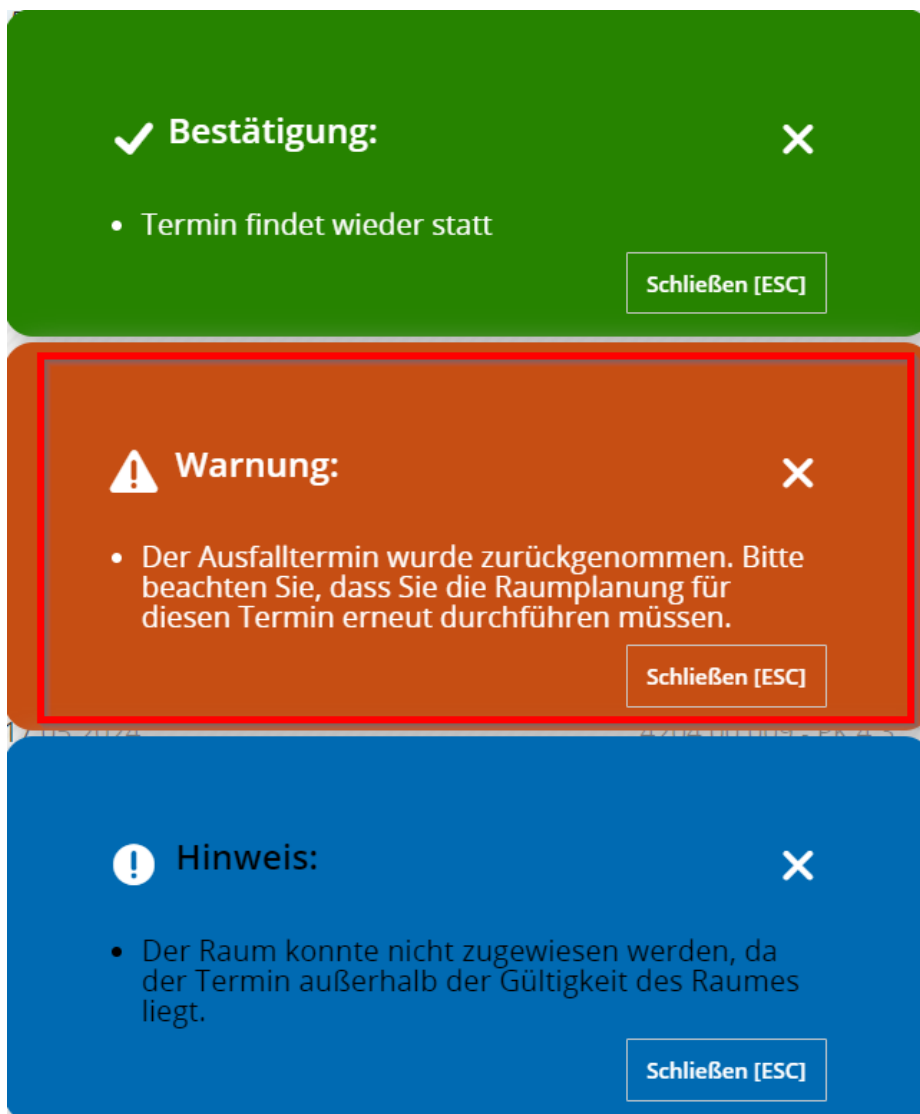 Bestätigung:
• Termin findet wieder statt
Schließen [ESC]
Warnung:
• Der Ausfalltermin wurde zurückgenommen. Bitte
beachten Sie, dass Sie die Raumplanung für
diesen Termin erneut durchführen müssen.
Schließen [ESC]
Hinweis:
• Der Raum konnte nicht zugewiesen werden, da
der Termin außerhalb der Gültigkeit des Raumes
liegt.
Schließen [ESC]